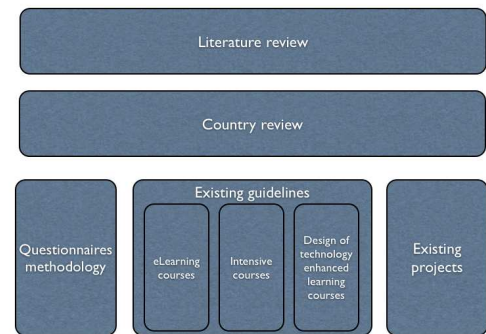 Literature review
Country review
Existing guidelines
Questionnaires
methodology
eLearning
courses
Intensive
courses
Design of
technology
enhanced
learning
courses
Existing
projects